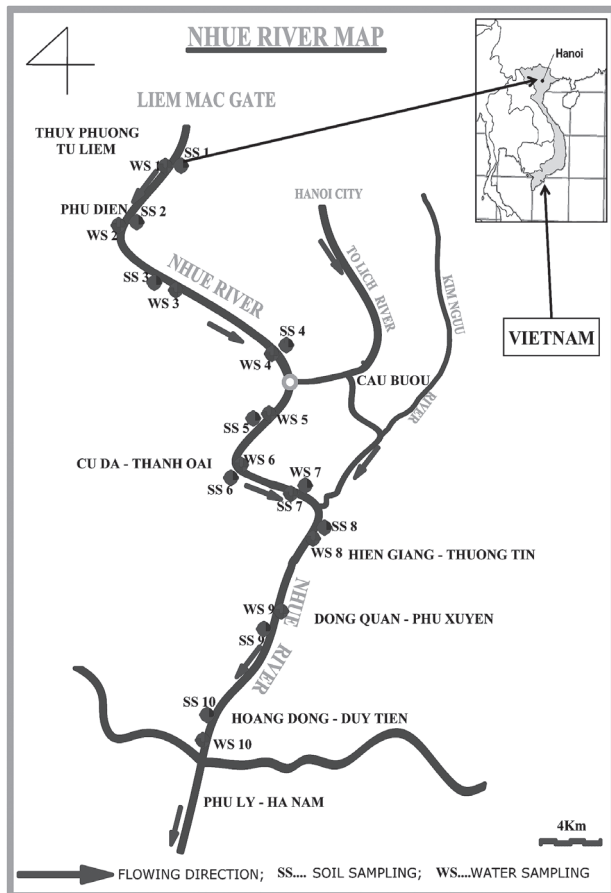 NHUE RIVER MAP
Hanoi
LIEM MAC GATE
THUY PHUONG
TU LIEM
WS 1
SS 1
HANOI CITY
PHU DIEN
SS 2
WS 2
NHUE RIVER
SS 3
WS 3
TO LICH RIVER
KIM NGUU
RIVER
VIETNAM
SS 4
WS 4
CAU BUOU
SS 5
WS 5
CU DA - THANH OAI
WS 6
SS 6
WS 7
SS 7
SS 8
WS 8
HIEN GIANG - THUONG TIN
NHUE RIVER
WS 9
SS 9
DONG QUAN - PHU XUYEN
SS 10
HOANG DONG - DUY TIEN
WS 10
PHU LY - HA NAM
4Km
FLOWING DIRECTION; SS.... SOIL SAMPLING; WS....WATER SAMPLING